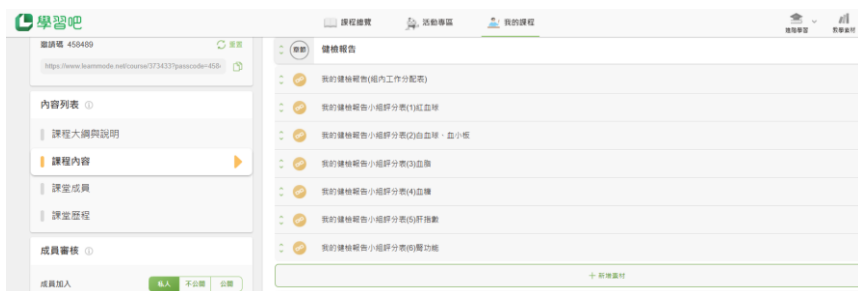 學習吧
課程總覽
活動專區
我的課程
進階學習
教學素材
邀請碼 458489
重置
https://www.learnmode.net/course/373433?passcode=458
內容列表
課程大綱與說明
課程內容
課堂成員
課堂歷程
成員審核
成員加入
私人 不公開 公開
章節 健檢報告
我的健檢報告(組內工作分配表)
我的健檢報告小組評分表(1)紅血球
我的健檢報告小組評分表(2)白血球、血小板
我的健檢報告小組評分表(3)血脂
我的健檢報告小組評分表(4)血糖
我的健檢報告小組評分表(5)肝指數
我的健檢報告小組評分表(6)腎功能
+ 新增素材